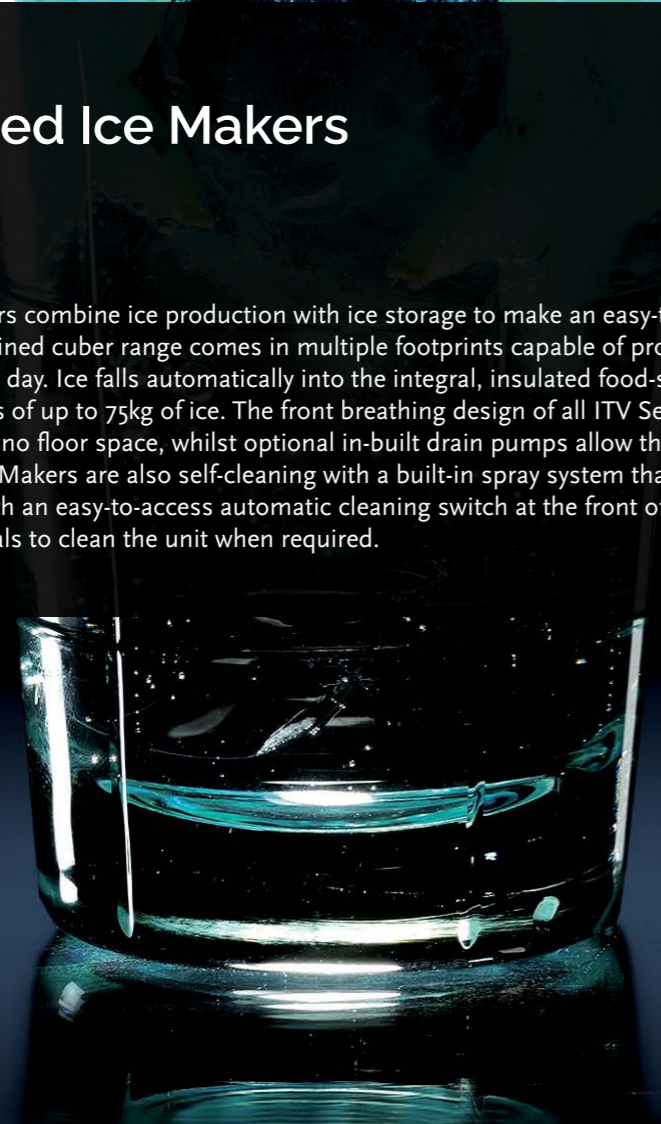 ed Ice Makers
rs combine ice production with ice storage to make an easy-t
ined cuber range comes in multiple footprints capable of pro
day. Ice falls automatically into the integral, insulated food-s
s of up to 75kg of ice. The front breathing design of all ITV Se
no floor space, whilst optional in-built drain pumps allow th
Makers are also self-cleaning with a built-in spray system tha
ch an easy-to-access automatic cleaning switch at the front of
als to clean the unit when required.